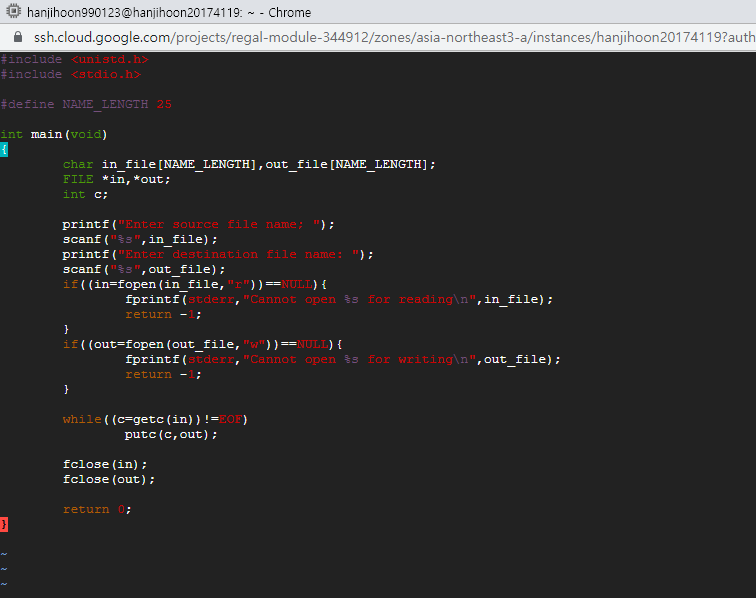 hanjihoon990123@hanjihoon20174119: ~ - Chrome
ssh.cloud.google.com/projects/regal-module-344912/zones/asia-northeast3-a/instances/hanjihoon20174119?auth
#include <unistd.h>
#include <stdio.h>
#define NAME_LENGTH 25
int main(void)
{
        char in_file[NAME_LENGTH],out_file[NAME_LENGTH];
        FILE *in,*out;
        int c;
        printf("Enter source file name; ");
        scanf("%s",in_file);
        printf("Enter destination file name: ");
        scanf("%s",out_file);
        if((in=fopen(in_file,"r"))==NULL){
                fprintf(stderr,"Cannot open %s for reading\n",in_file);
                return -1;
        }
        if((out=fopen(out_file,"w"))==NULL){
                fprintf(stderr,"Cannot open %s for writing\n",out_file);
                return -1;
        }
        while((c=getc(in))!=EOF)
                putc(c,out);
        fclose(in);
        fclose(out);
        return 0;
}
~
~
~